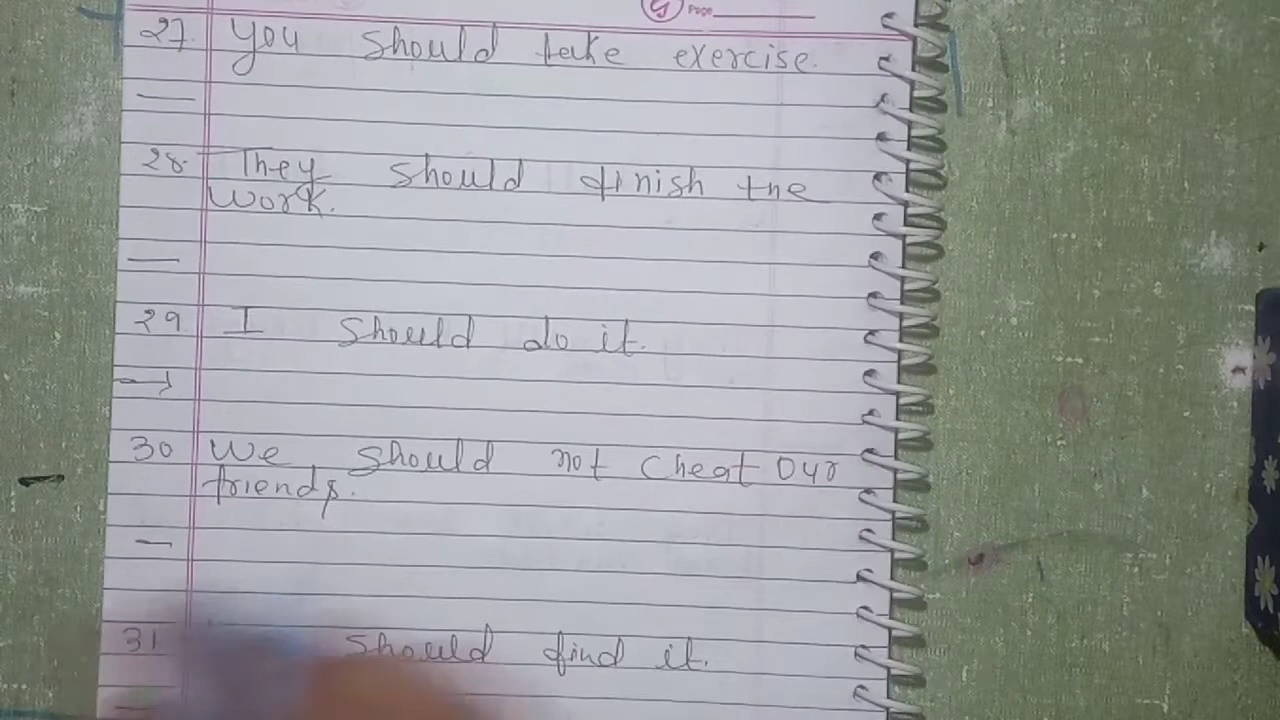 Page
27. You should take exercise.
28. They should finish the
work.
29 I should do it.
30 We should not cheat our
friends.
31 should find it.